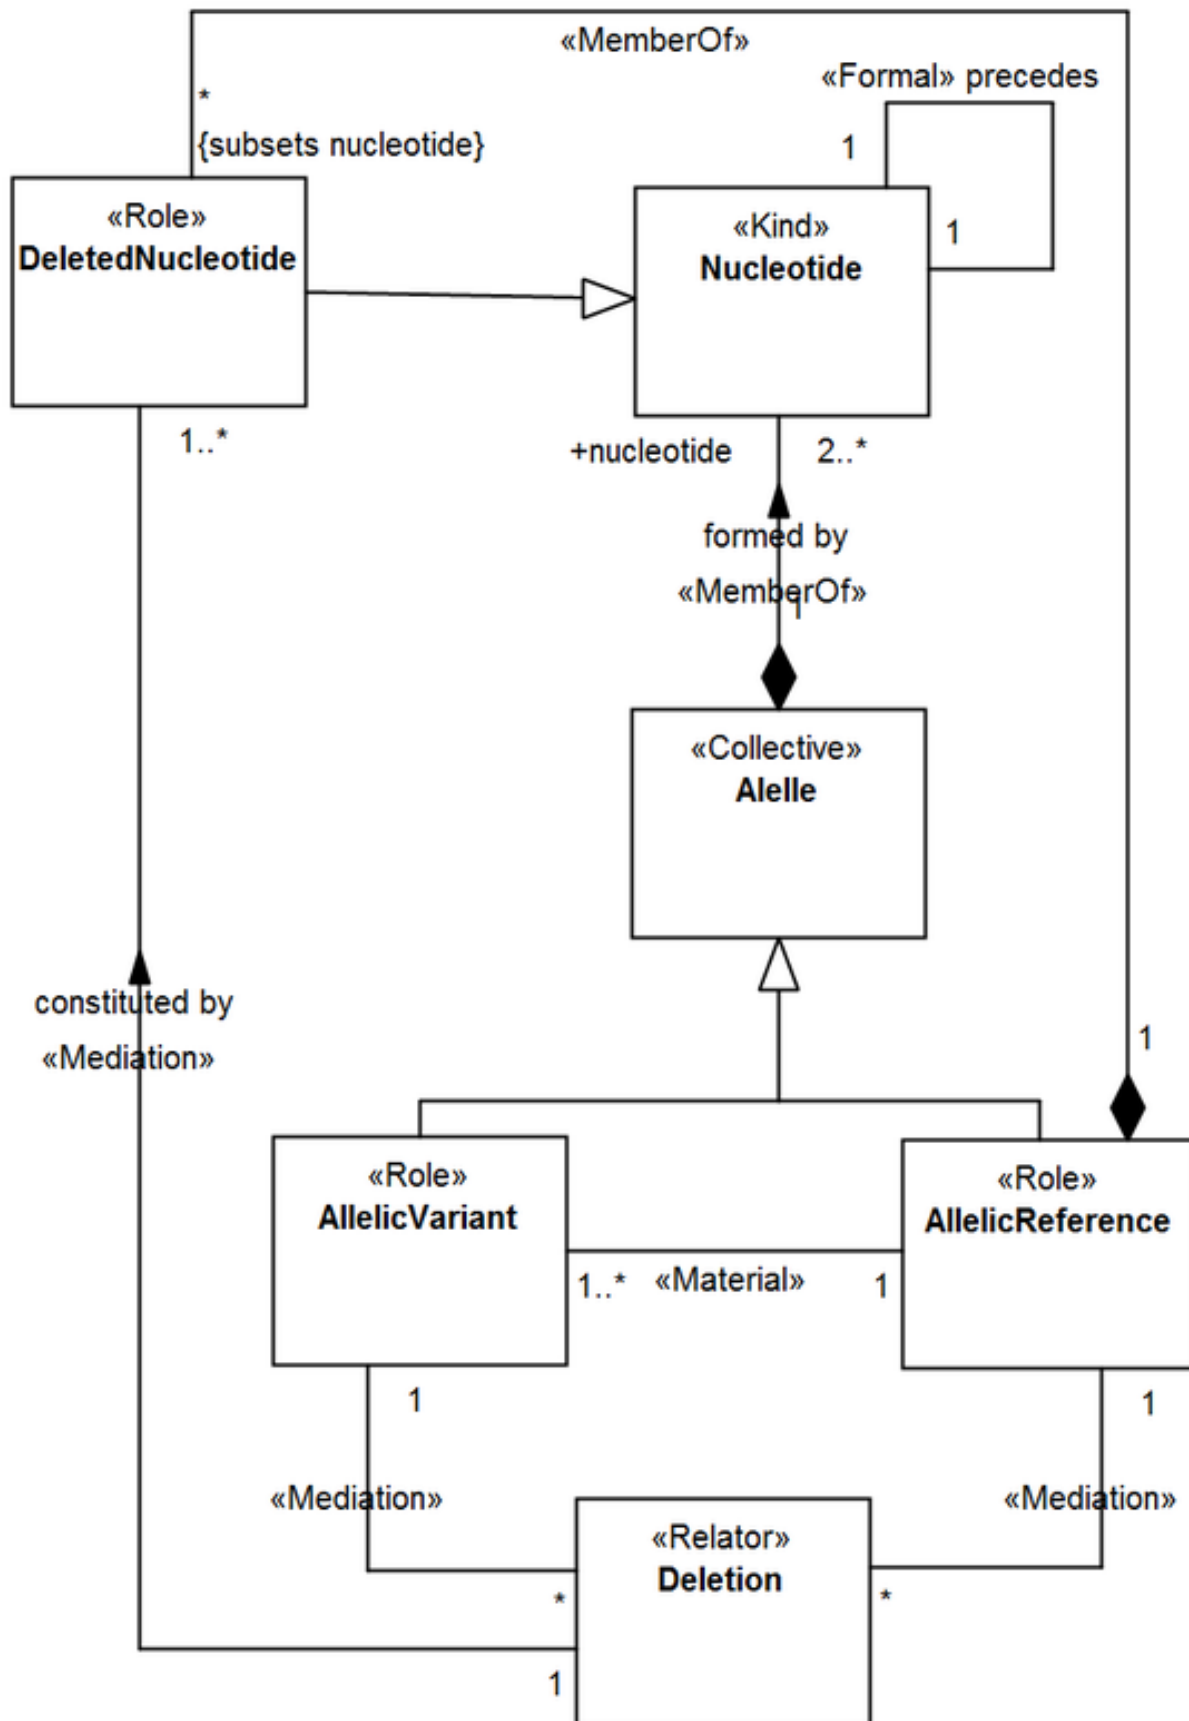 «MemberOf»
«Formal» precedes
*
{subsets nucleotide}
1
1
«Role»
DeletedNucleotide
«Kind»
Nucleotide
1..*
+nucleotide
2..*
formed by
«MemberOf»
1
«Collective»
Alelle
constituted by
«Mediation»
1
«Role»
AllelicVariant
«Role»
AllelicReference
1..*
«Material»
1
1
1
«Mediation»
«Mediation»
«Relator»
Deletion
*
*
1